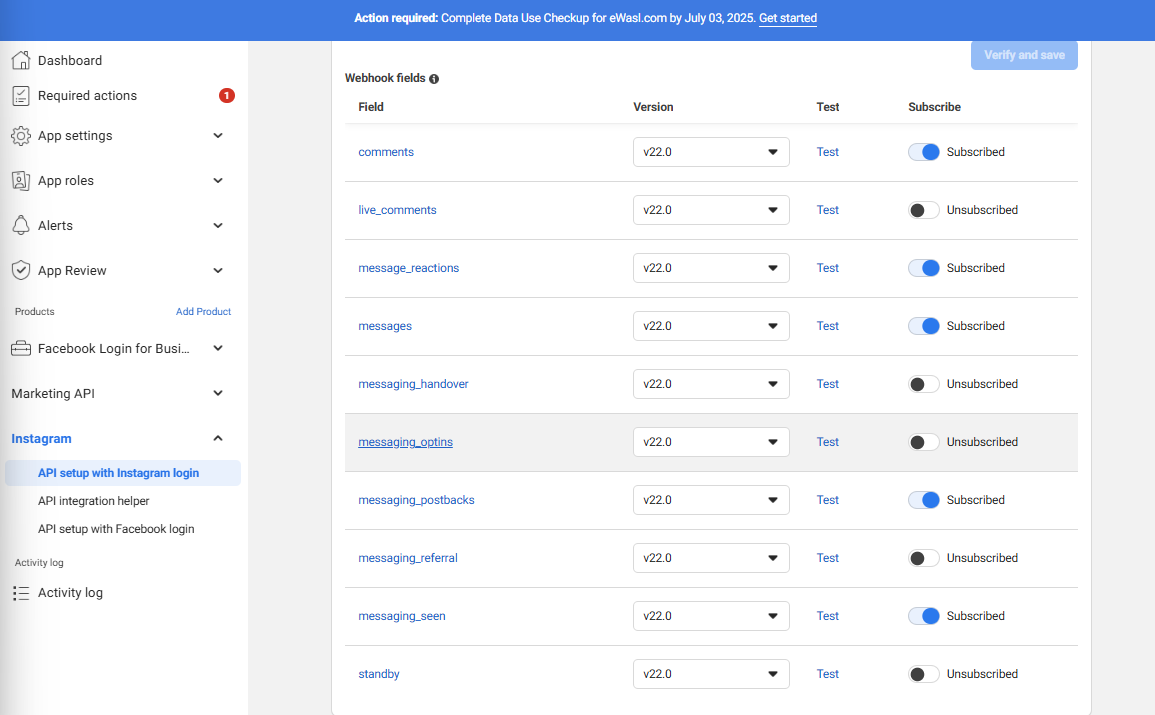 Action required: Complete Data Use Checkup for eWasl.com by July 03, 2025. Get started
Dashboard
Required actions 1
App settings
App roles
Alerts
App Review
Products Add Product
Facebook Login for Busi...
Marketing API
Instagram
API setup with Instagram login
API integration helper
API setup with Facebook login
Activity log
Activity log
Verify and save
Webhook fields
Field Version Test Subscribe
comments v22.0 Test Subscribed
live_comments v22.0 Test Unsubscribed
message_reactions v22.0 Test Subscribed
messages v22.0 Test Subscribed
messaging_handover v22.0 Test Unsubscribed
messaging_optins v22.0 Test Unsubscribed
messaging_postbacks v22.0 Test Subscribed
messaging_referral v22.0 Test Unsubscribed
messaging_seen v22.0 Test Subscribed
standby v22.0 Test Unsubscribed